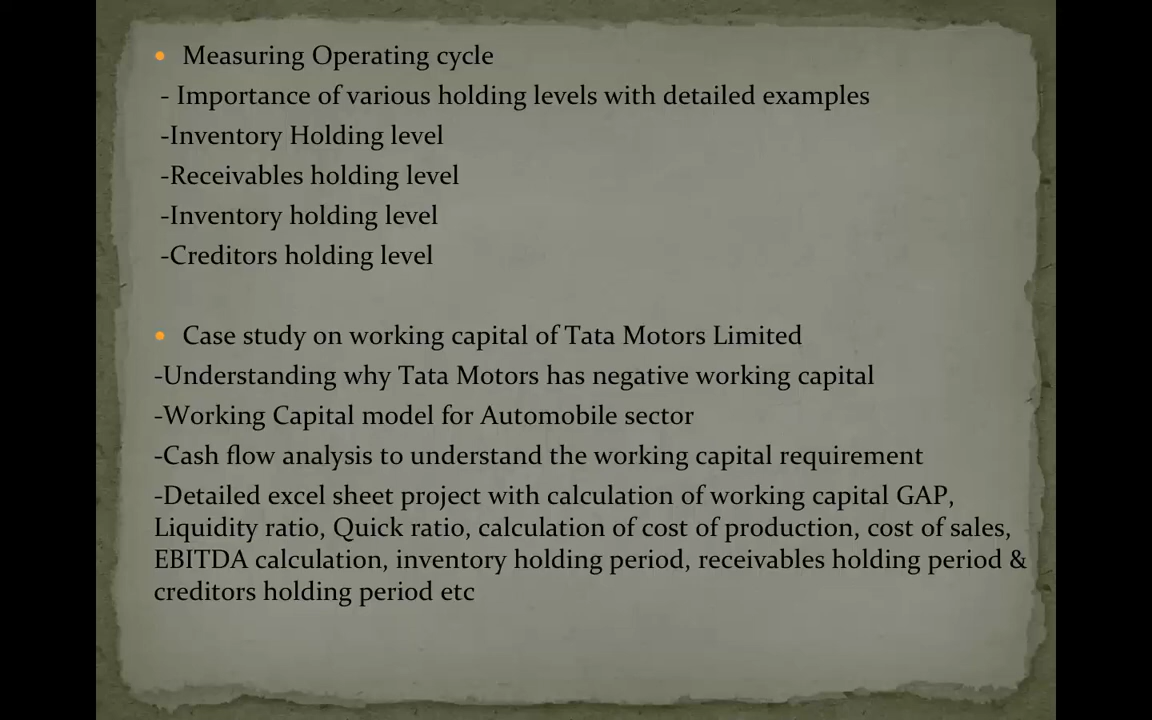 • Measuring Operating cycle
- Importance of various holding levels with detailed examples
-Inventory Holding level
-Receivables holding level
-Inventory holding level
-Creditors holding level
• Case study on working capital of Tata Motors Limited
-Understanding why Tata Motors has negative working capital
-Working Capital model for Automobile sector
-Cash flow analysis to understand the working capital requirement
-Detailed excel sheet project with calculation of working capital GAP,
Liquidity ratio, Quick ratio, calculation of cost of production, cost of sales,
EBITDA calculation, inventory holding period, receivables holding period &
creditors holding period etc